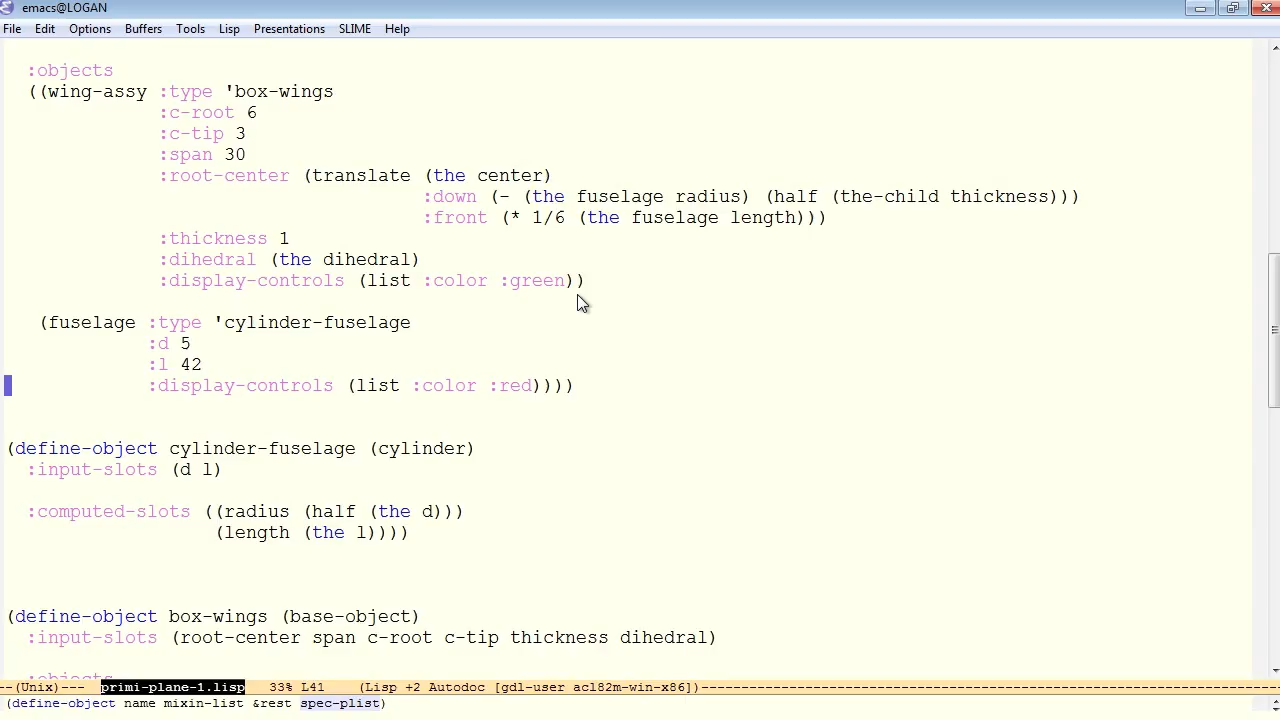 emacs@LOGAN
File Edit Options Buffers Tools Lisp Presentations SLIME Help
:objects
((wing-assy :type 'box-wings
:c-root 6
:c-tip 3
:span 30
:root-center (translate (the center)
:down (- (the fuselage radius) (half (the-child thickness)))
:front (* 1/6 (the fuselage length)))
:thickness 1
:dihedral (the dihedral)
:display-controls (list :color :green))
(fuselage :type 'cylinder-fuselage
:d 5
:l 42
:display-controls (list :color :red))))
(define-object cylinder-fuselage (cylinder)
:input-slots (d l)
:computed-slots ((radius (half (the d)))
(length (the l))))
(define-object box-wings (base-object)
:input-slots (root-center span c-root c-tip thickness dihedral)
:objects
--(Unix)--- primi-plane-1.lisp 33% L41 (Lisp +2 Autodoc [gdl-user acl82m-win-x86])---
(define-object name mixin-list &rest spec-plist)